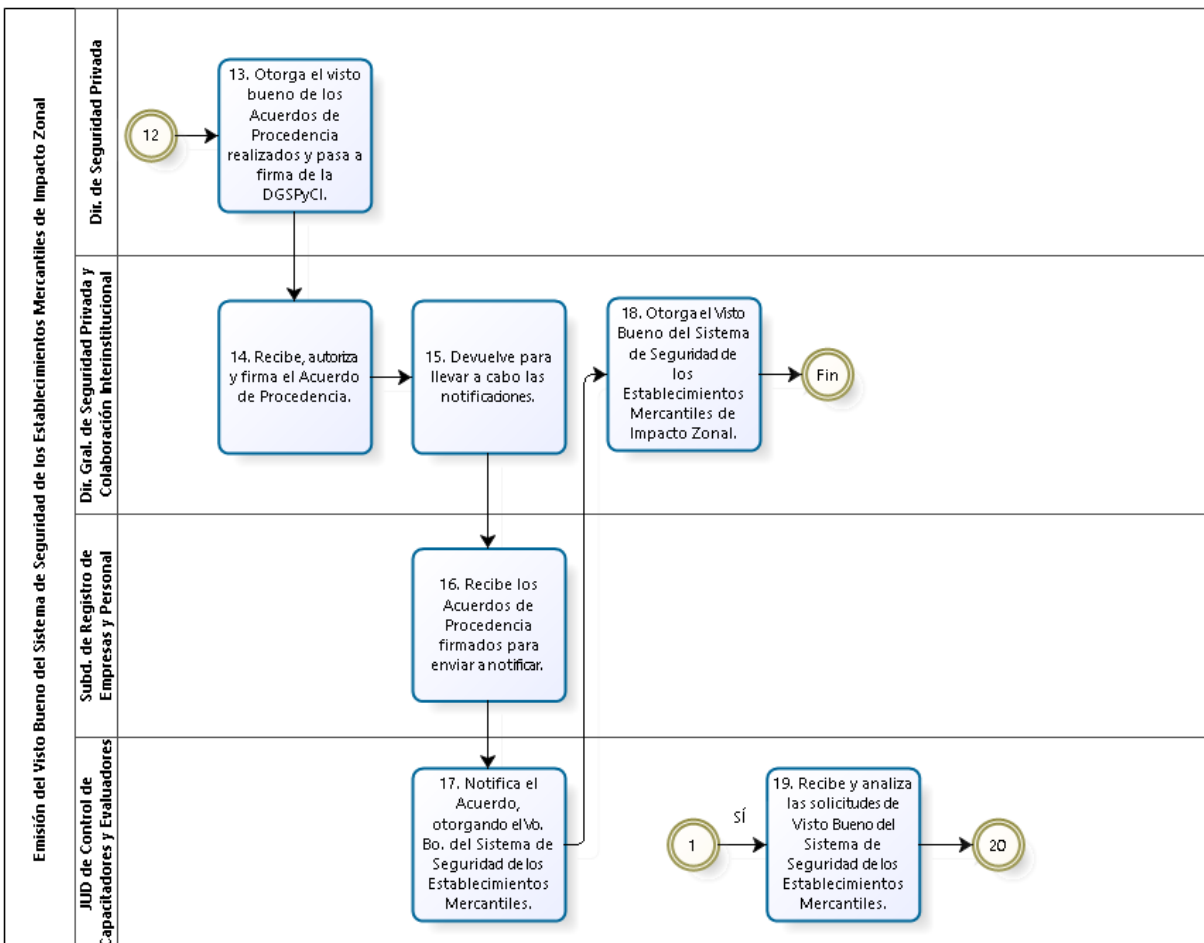 Emisión del Visto Bueno del Sistema de Seguridad de los Establecimientos Mercantiles de Impacto Zonal
Dir. de Seguridad Privada
12
13. Otorga el visto
bueno de los
Acuerdos de
Procedencia
realizados y pasa a
firma de la
DGSPyCI.
Dir. Gral. de Seguridad Privada y
Colaboración Interinstitucional
14. Recibe, autoriza
y firma el Acuerdo
de Procedencia.
15. Devuelve para
llevar a cabo las
notificaciones.
18. Otorga el Visto
Bueno del Sistema
de Seguridad de
los
Establecimientos
Mercantiles de
Impacto Zonal.
Fin
Subd. de Registro de
Empresas y Personal
16. Recibe los
Acuerdos de
Procedencia
firmados para
enviar a notificar.
JUD de Control de
Capacitadores y Evaluadores
17. Notifica el
Acuerdo,
otorgando el Vo.
Bo. del Sistema de
Seguridad de los
Establecimientos
Mercantiles.
1
SÍ
19. Recibe y analiza
las solicitudes de
Visto Bueno del
Sistema de
Seguridad de los
Establecimientos
Mercantiles.
20